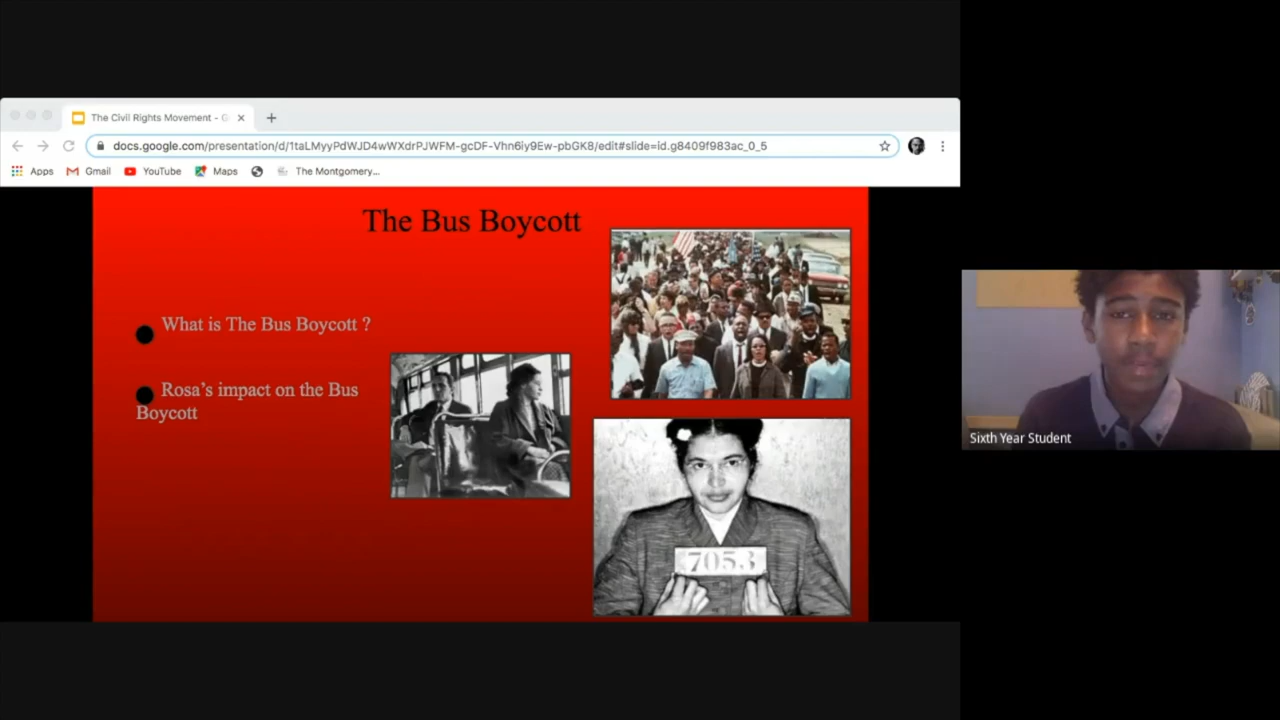 The Civil Rights Movement - G
docs.google.com/presentation/d/1taLMyyPdWJD4wWXdrPJWFM-gcDF-Vhn6iy9Ew-pbGK8/edit#slide=id.g8409f983ac_0_5
Apps Gmail YouTube Maps The Montgomery...
The Bus Boycott
What is The Bus Boycott ?
Rosa's impact on the Bus
Boycott
7053
Sixth Year Student